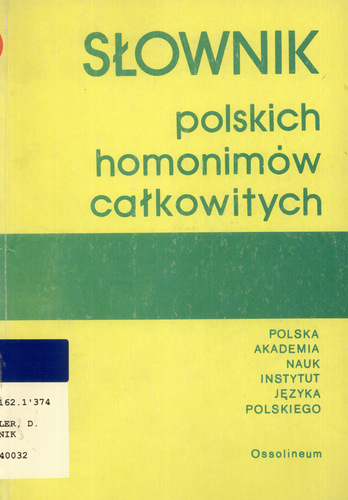 SŁOWNIK
polskich
homonimów
całkowitych
POLSKA
AKADEMIA
NAUK
INSTYTUT
JĘZYKA
POLSKIEGO
Ossolineum
162.1'374
LER, D.
NIK
40032